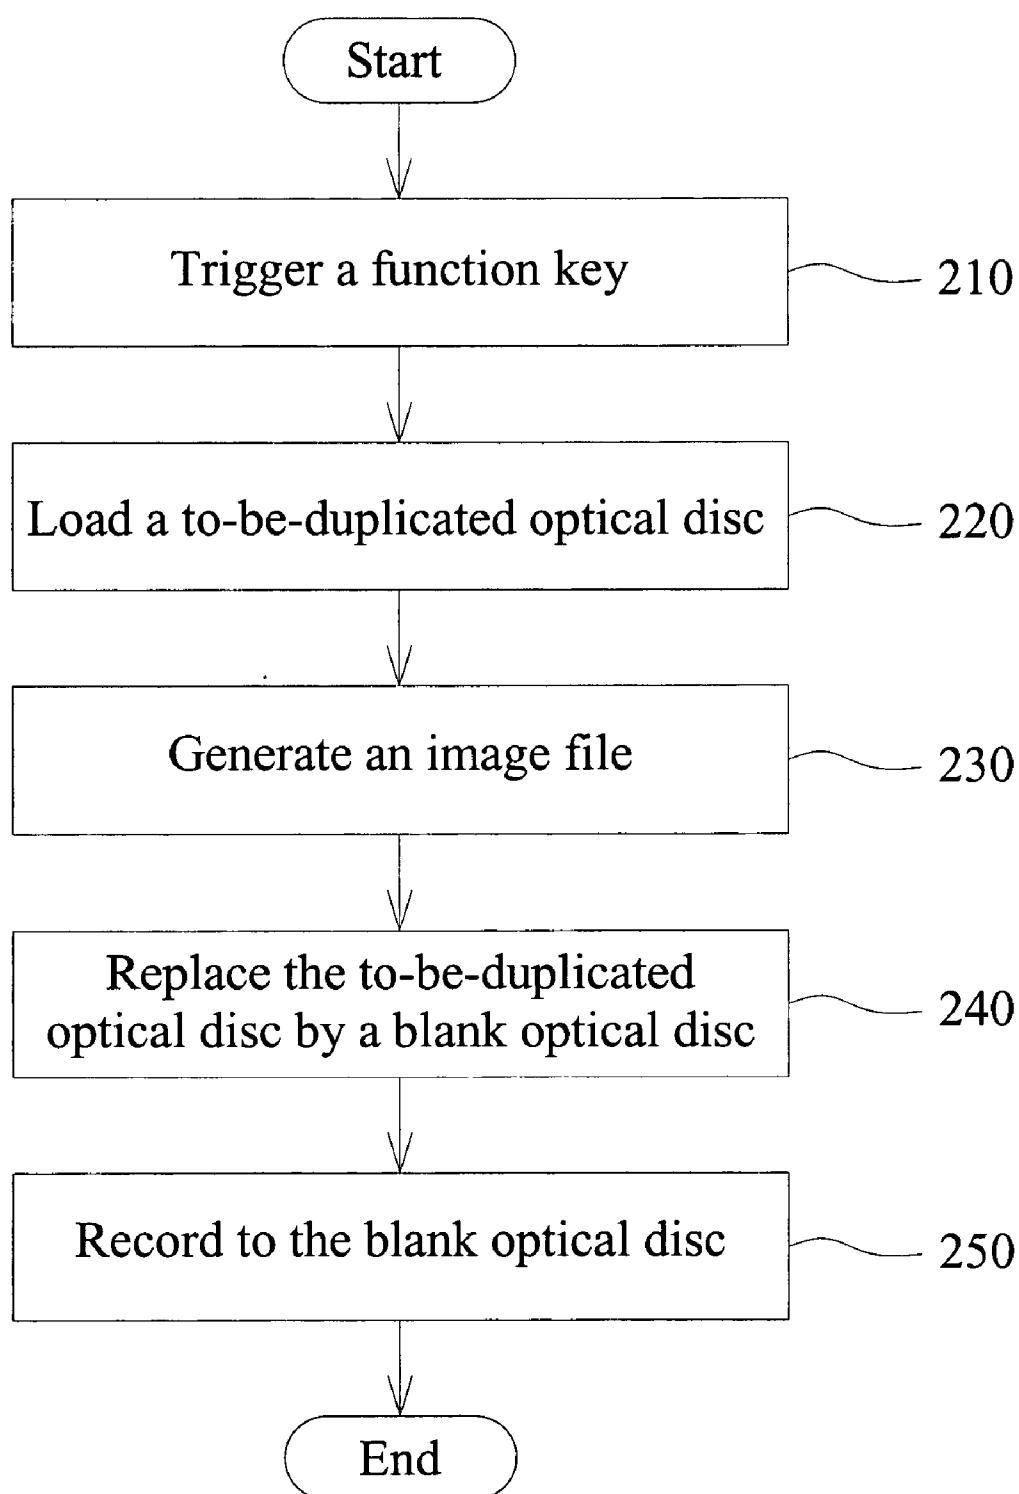 Start
Trigger a function key
210
Load a to-be-duplicated optical disc
220
Generate an image file
230
Replace the to-be-duplicated
optical disc by a blank optical disc
240
Record to the blank optical disc
250
End